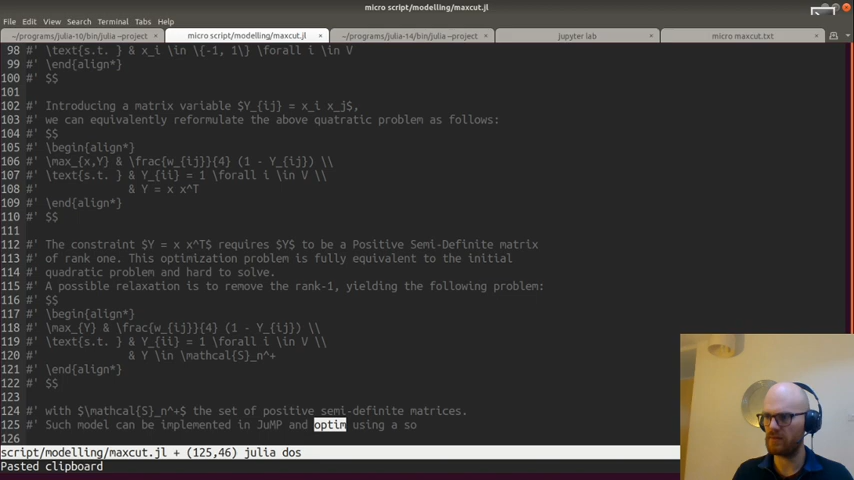 micro script/modelling/maxcut.jl
File Edit View Search Terminal Tabs Help
~/programs/julia-10/bin/julia –project × micro script/modelling/maxcut.jl × ~/programs/julia-14/bin/julia –project × jupyter lab × micro maxcut.txt ×
98 #' \text{s.t. } & x_i \in \{-1, 1\} \forall i \in V
99 #' \end{align*}
100 #' $$
101
102 #' Introducing a matrix variable $Y_{ij} = x_i x_j$,
103 #' we can equivalently reformulate the above quatratic problem as follows:
104 #' $$
105 #' \begin{align*}
106 #' \max_{x,Y} & \frac{w_{ij}}{4} (1 - Y_{ij}) \\
107 #' \text{s.t. } & Y_{ii} = 1 \forall i \in V \\
108 #' & Y = x x^T
109 #' \end{align*}
110 #' $$
111
112 #' The constraint $Y = x x^T$ requires $Y$ to be a Positive Semi-Definite matrix
113 #' of rank one. This optimization problem is fully equivalent to the initial
114 #' quadratic problem and hard to solve.
115 #' A possible relaxation is to remove the rank-1, yielding the following problem:
116 #' $$
117 #' \begin{align*}
118 #' \max_{Y} & \frac{w_{ij}}{4} (1 - Y_{ij}) \\
119 #' \text{s.t. } & Y_{ii} = 1 \forall i \in V \\
120 #' & Y \in \mathcal{S}_n^+
121 #' \end{align*}
122 #' $$
123
124 #' with $\mathcal{S}_n^+$ the set of positive semi-definite matrices.
125 #' Such model can be implemented in JuMP and optim using a so
126
script/modelling/maxcut.jl + (125,46) julia dos
Pasted clipboard